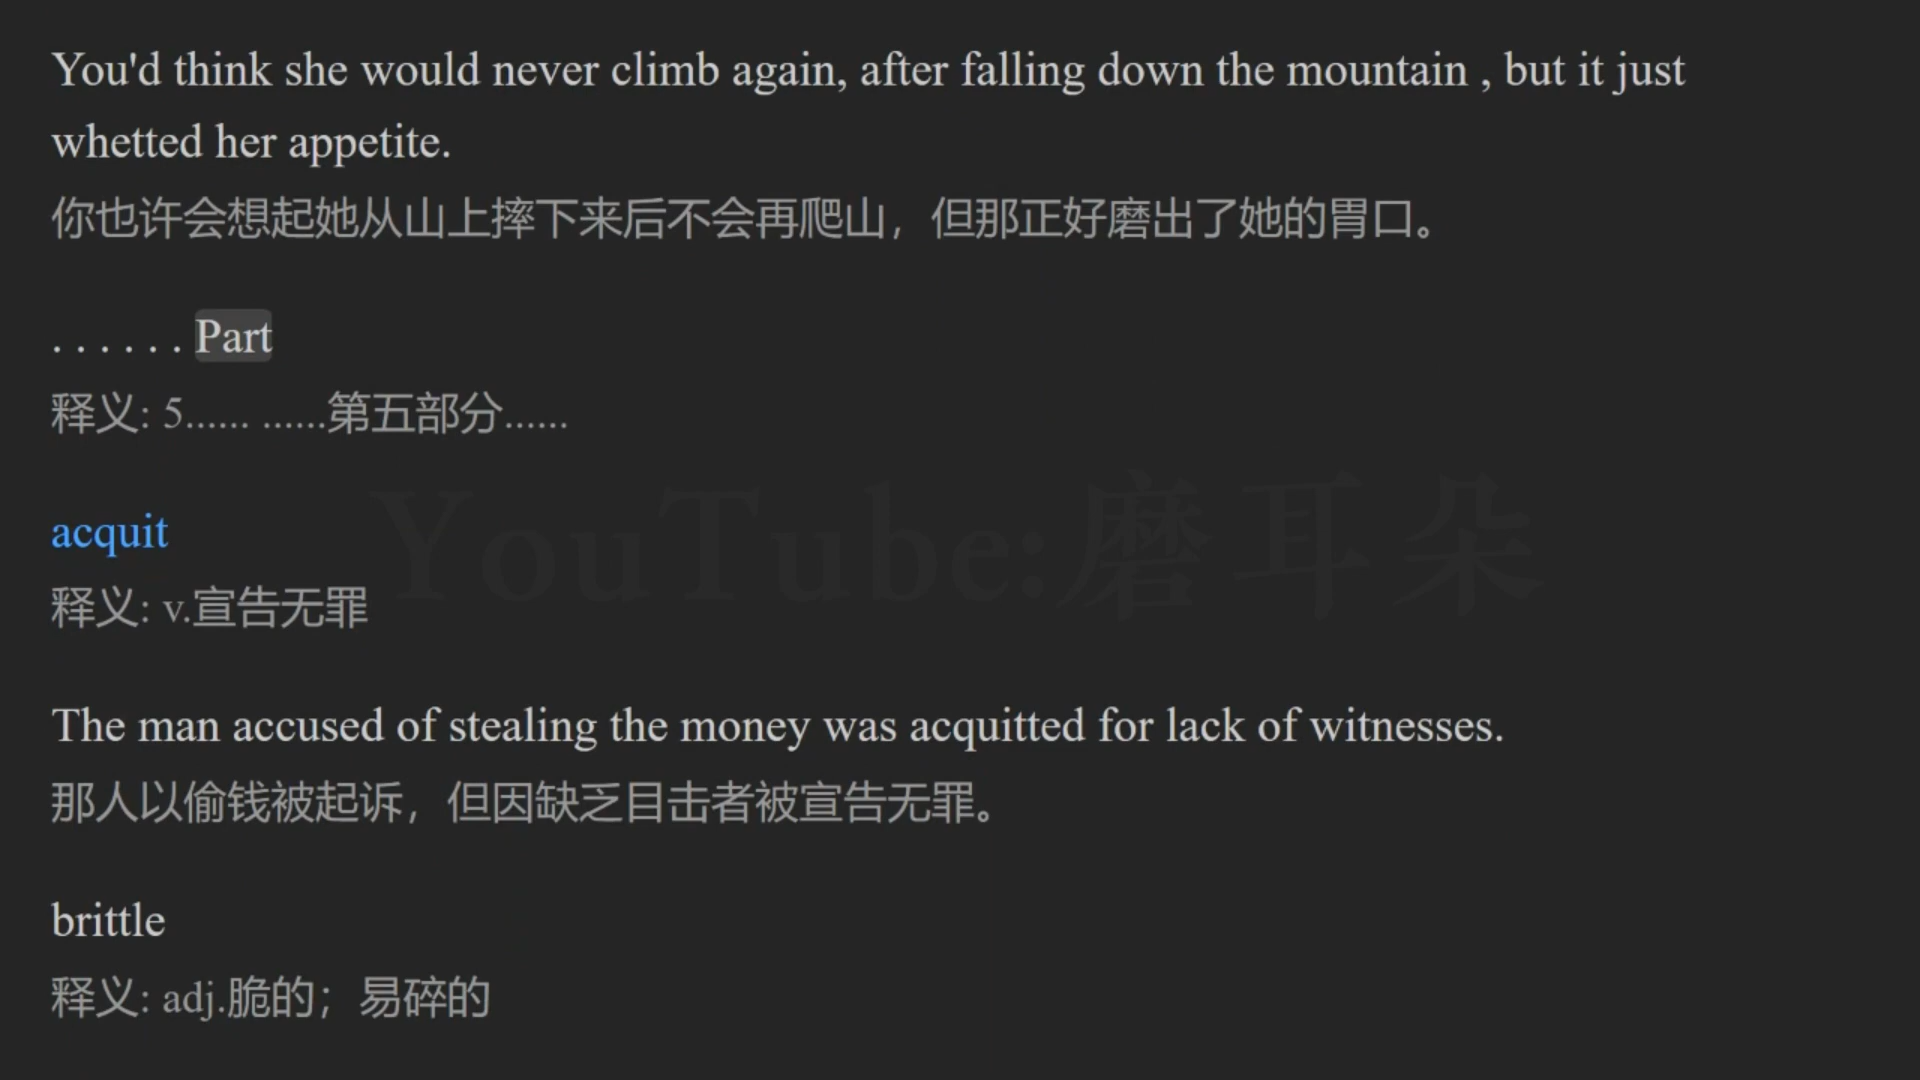 You'd think she would never climb again, after falling down the mountain , but it just
whetted her appetite.
你也许会想起她从山上摔下来后不会再爬山，但那正好磨出了她的胃口。
. . . . . . Part
释义: 5...... ......第五部分......
YouTube:磨耳朵
acquit
释义: v.宣告无罪
The man accused of stealing the money was acquitted for lack of witnesses.
那人以偷钱被起诉，但因缺乏目击者被宣告无罪。
brittle
释义: adj.脆的；易碎的